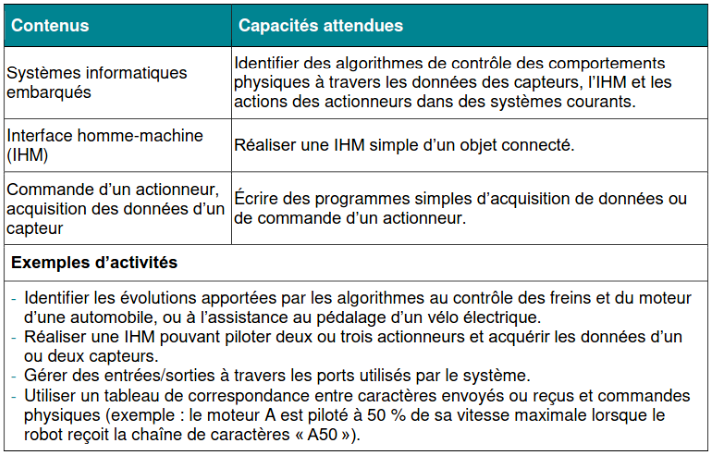 Contenus
Capacités attendues
Systèmes informatiques
embarqués
Identifier des algorithmes de contrôle des comportements
physiques à travers les données des capteurs, l’IHM et les
actions des actionneurs dans des systèmes courants.
Interface homme-machine
(IHM)
Réaliser une IHM simple d’un objet connecté.
Commande d’un actionneur,
acquisition des données d’un
capteur
Écrire des programmes simples d’acquisition de données ou
de commande d’un actionneur.
Exemples d’activités
- Identifier les évolutions apportées par les algorithmes au contrôle des freins et du moteur
d’une automobile, ou à l’assistance au pédalage d’un vélo électrique.
- Réaliser une IHM pouvant piloter deux ou trois actionneurs et acquérir les données d’un
ou deux capteurs.
- Gérer des entrées/sorties à travers les ports utilisés par le système.
- Utiliser un tableau de correspondance entre caractères envoyés ou reçus et commandes
physiques (exemple : le moteur A est piloté à 50 % de sa vitesse maximale lorsque le
robot reçoit la chaîne de caractères « A50 »).